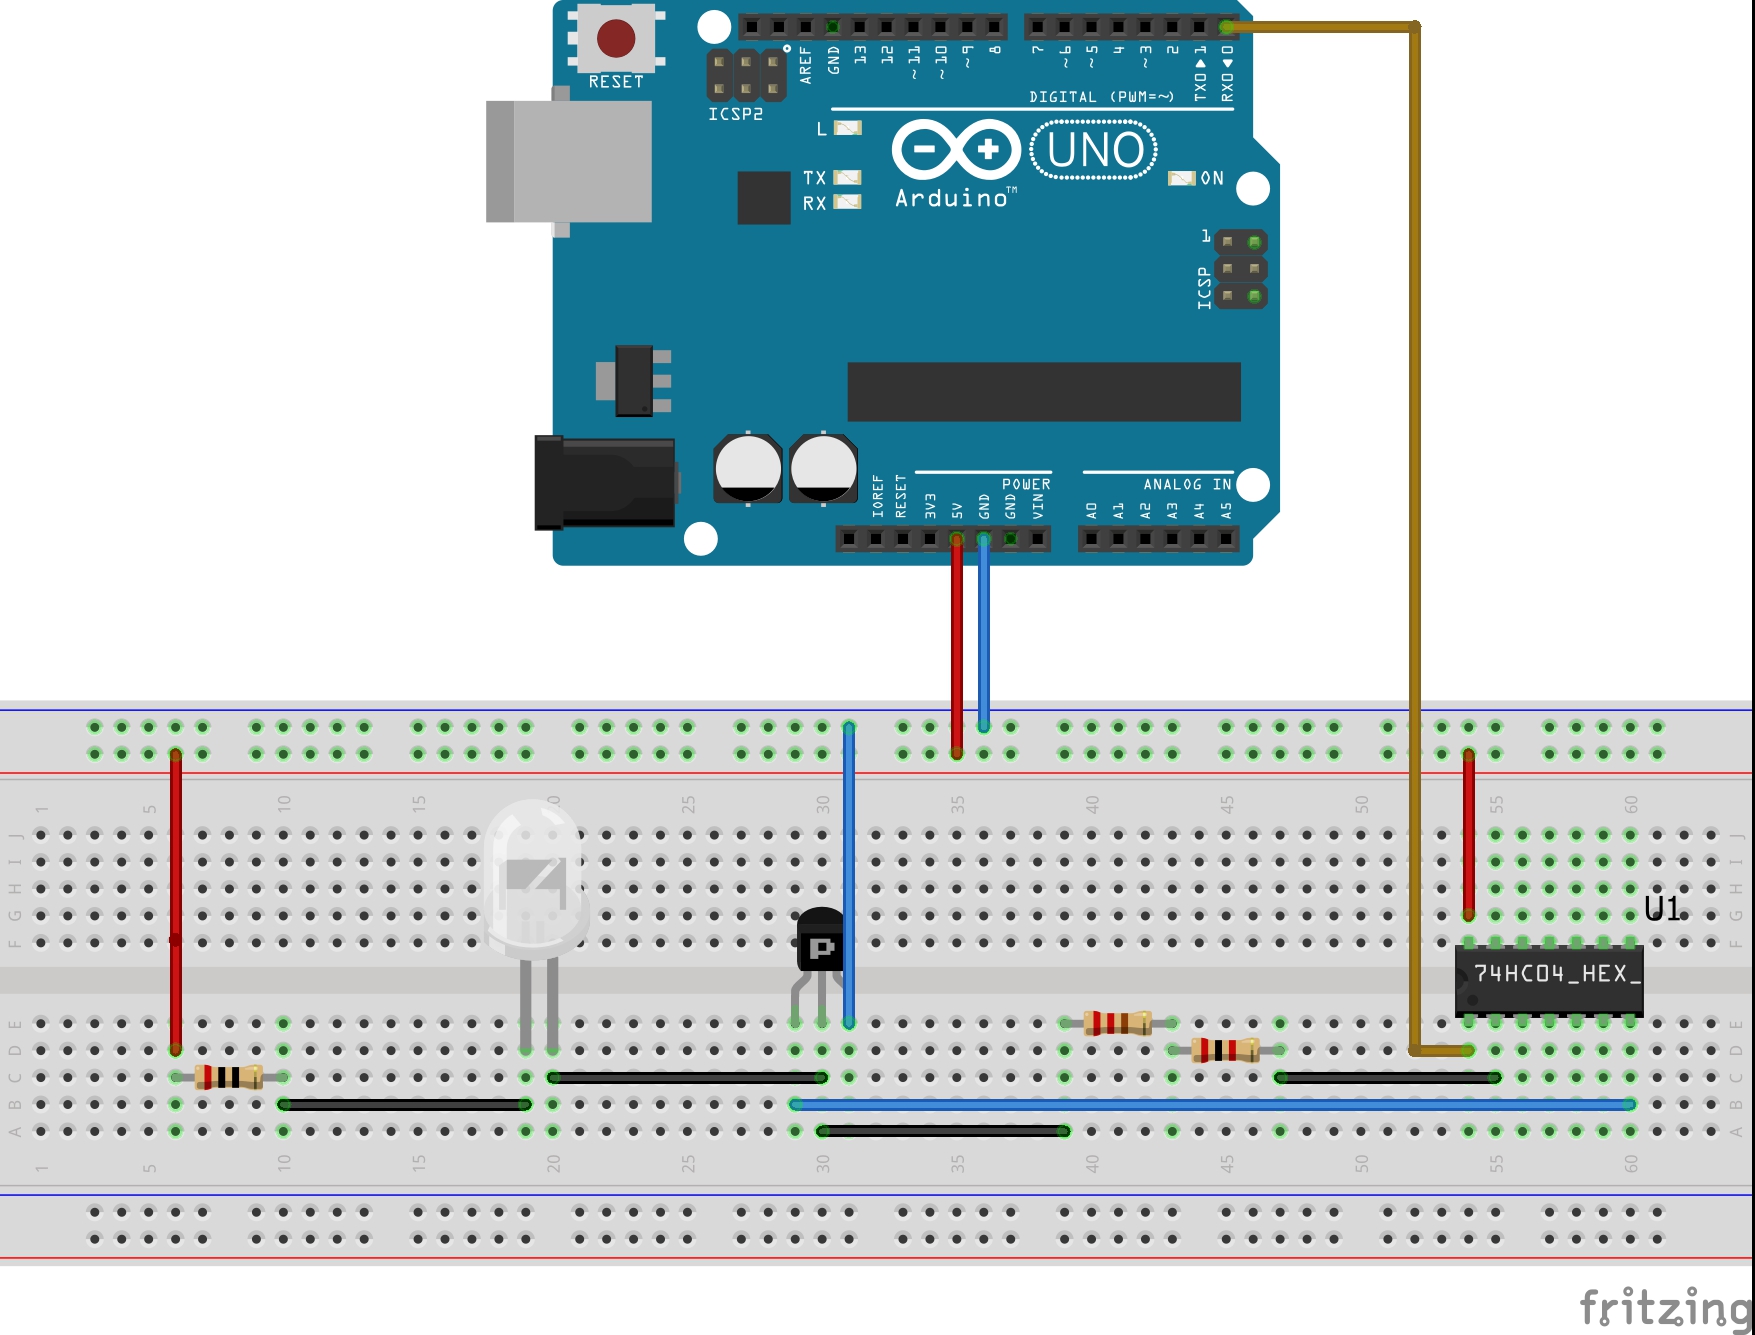 RESET
ICSP2
AREF
GND
13
12
~11
~10
~9
8
7
~6
~5
4
~3
2
TX0▶1
RX0◀0
DIGITAL (PWM=~)
L
TX
RX
UNO
Arduino™
ON
1
ICSP
IOREF
RESET
3V3
5V
GND
GND
VIN
POWER
ANALOG IN
A0
A1
A2
A3
A4
A5
1 5 10 15 20 25 30 35 40 45 50 55 60
J J
I I
H H
G G
F F
P
U1
74HC04_HEX_
E E
D D
C C
B B
A A
1 5 10 15 20 25 30 35 40 45 50 55 60
fritzing